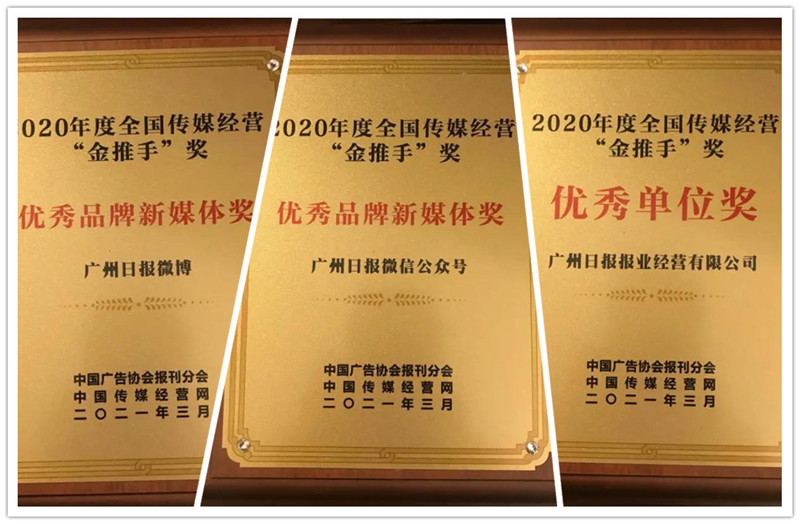 2020年度全国传媒经营
“金推手”奖
优秀品牌新媒体奖
广州日报微博
中国广告协会报刊分会
中国传媒经营网
二〇二一年三月
2020年度全国传媒经营
“金推手”奖
优秀品牌新媒体奖
广州日报微信公众号
中国广告协会报刊分会
中国传媒经营网
二〇二一年三月
2020年度全国传媒经营
“金推手”奖
优秀单位奖
广州日报报业经营有限公司
中国广告协会报刊分会
中国传媒经营网
二〇二一年三月